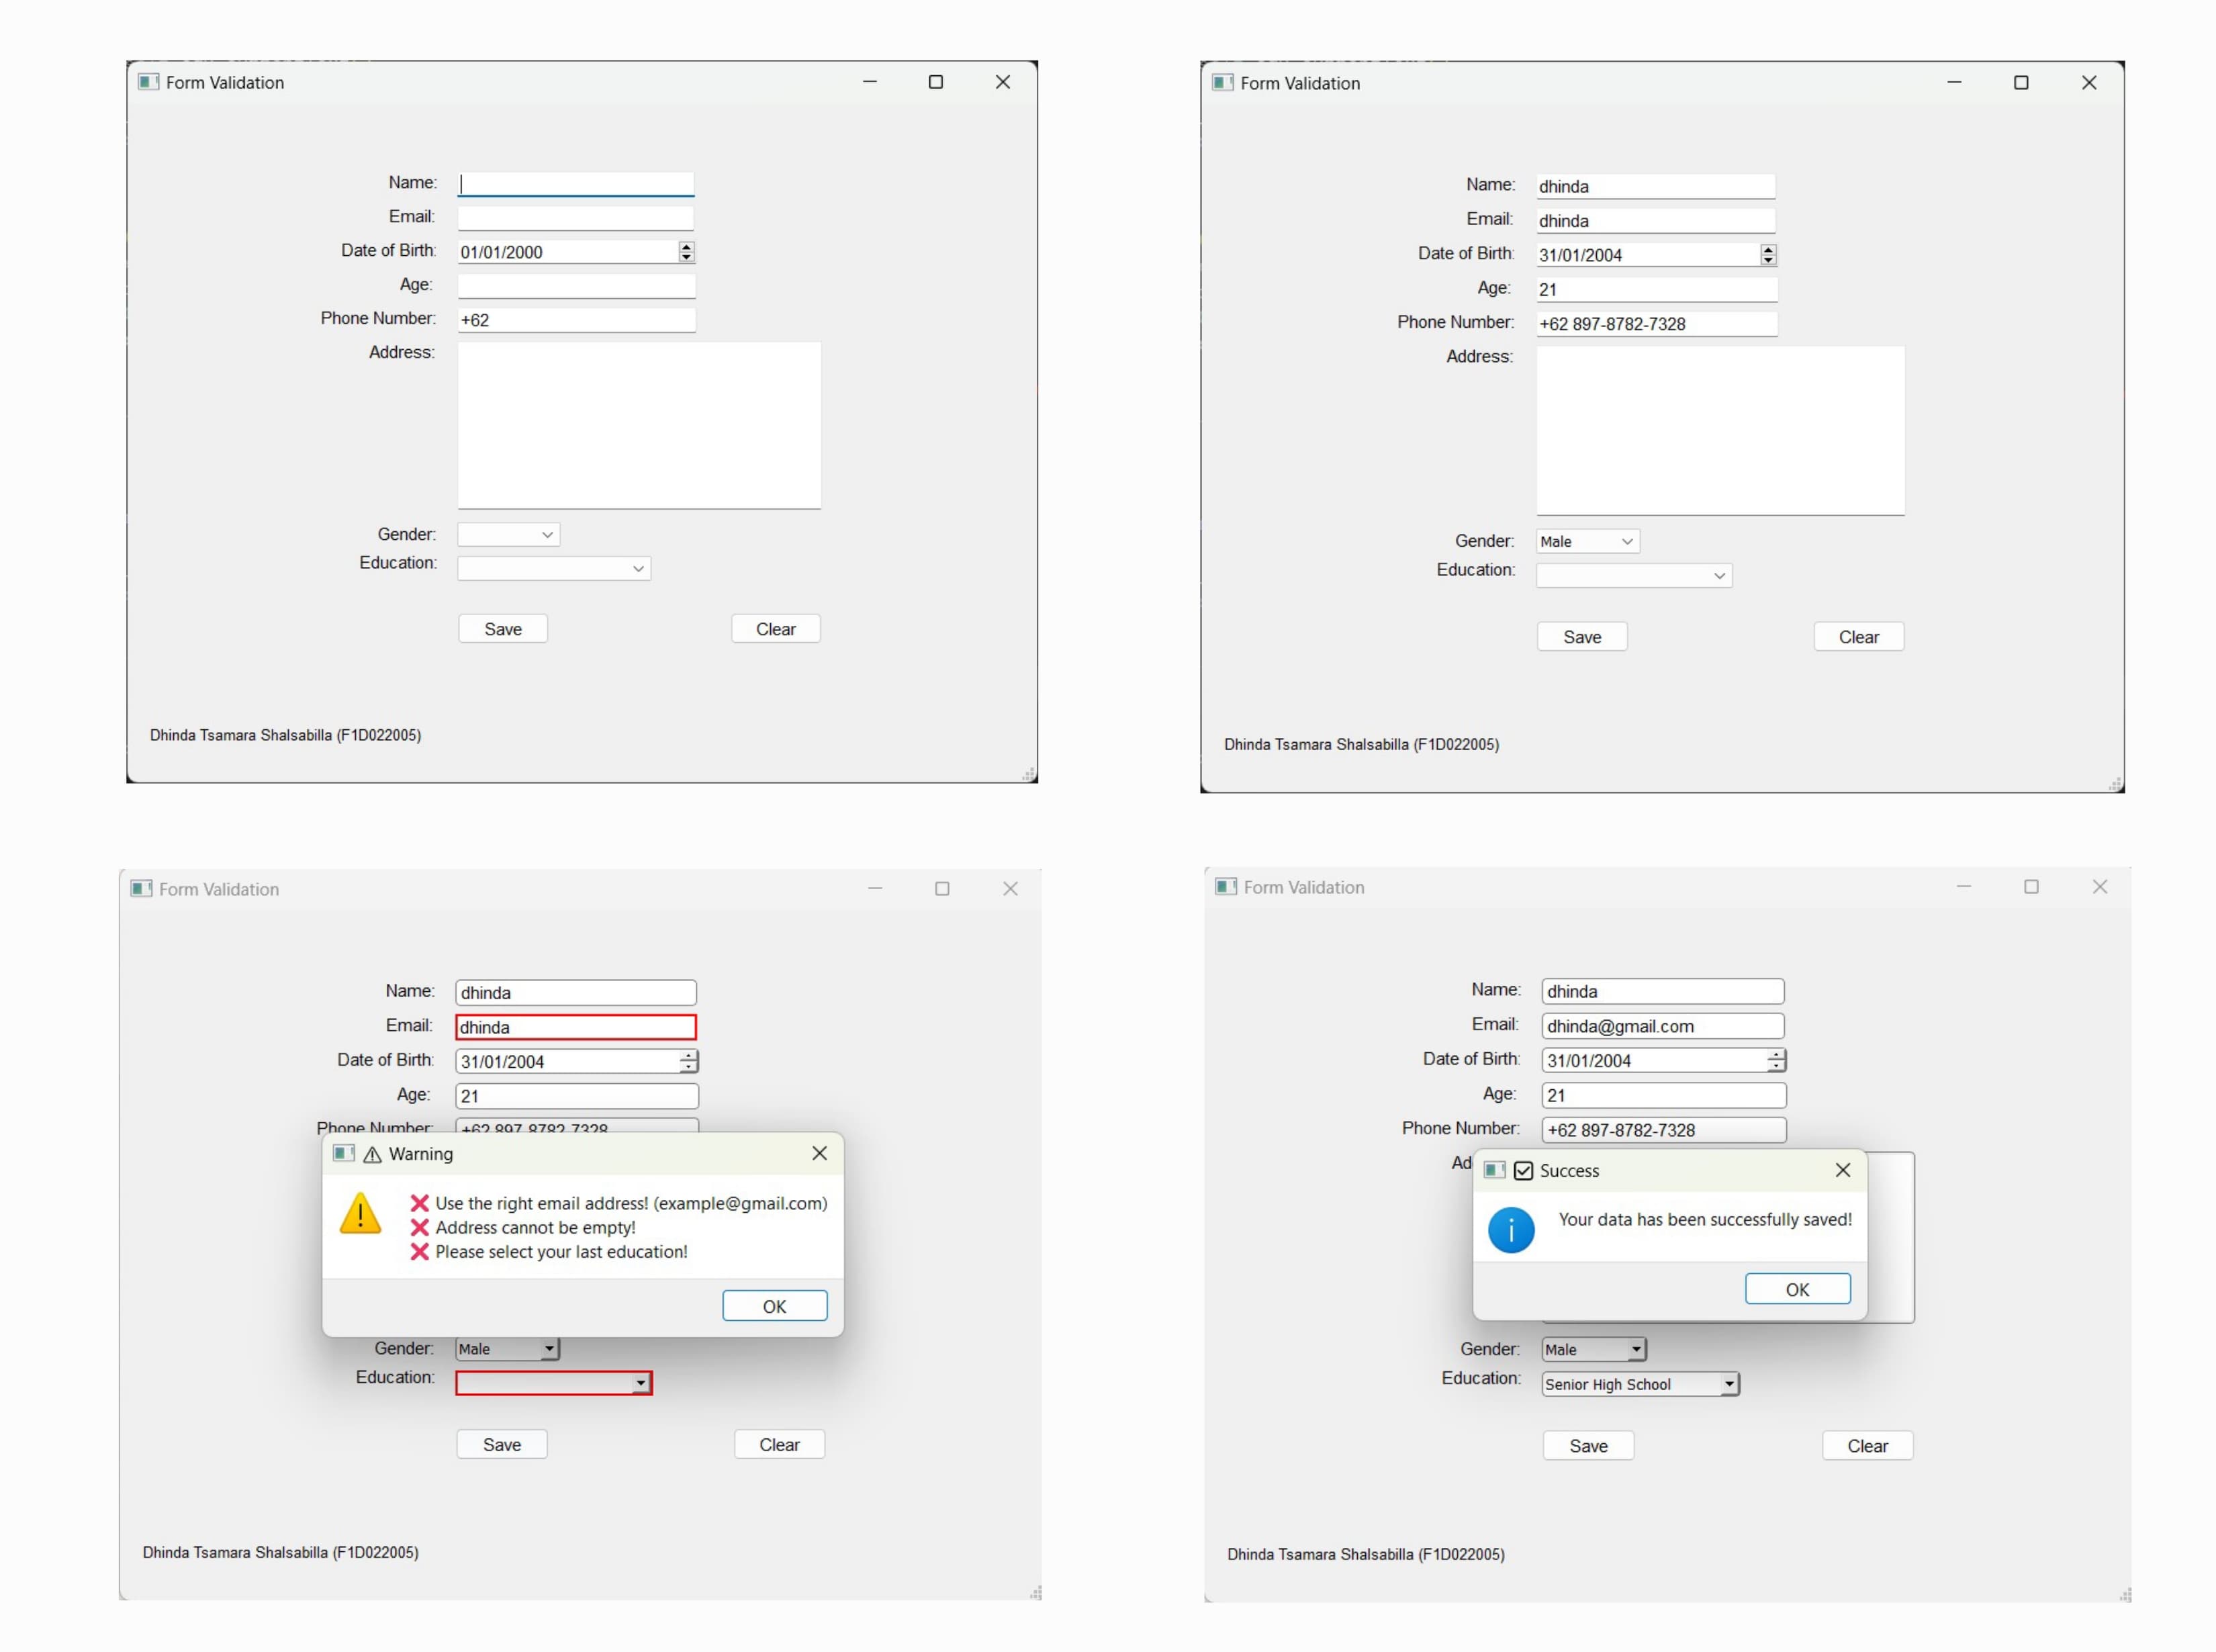 Form Validation
Name:
Email:
Date of Birth: 01/01/2000
Age:
Phone Number: +62
Address:
Gender:
Education:
Save Clear
Dhinda Tsamara Shalsabilla (F1D022005)
Form Validation
Name: dhinda
Email: dhinda
Date of Birth: 31/01/2004
Age: 21
Phone Number: +62 897-8782-7328
Address:
Gender: Male
Education:
Save Clear
Dhinda Tsamara Shalsabilla (F1D022005)
Form Validation
Name: dhinda
Email: dhinda
Date of Birth: 31/01/2004
Age: 21
Phone Number: +62 897-8782-7328
⚠ Warning
❌ Use the right email address! (example@gmail.com)
❌ Address cannot be empty!
❌ Please select your last education!
OK
Gender: Male
Education:
Save Clear
Dhinda Tsamara Shalsabilla (F1D022005)
Form Validation
Name: dhinda
Email: dhinda@gmail.com
Date of Birth: 31/01/2004
Age: 21
Phone Number: +62 897-8782-7328
Ad
☑ Success
Your data has been successfully saved!
OK
Gender: Male
Education: Senior High School
Save Clear
Dhinda Tsamara Shalsabilla (F1D022005)